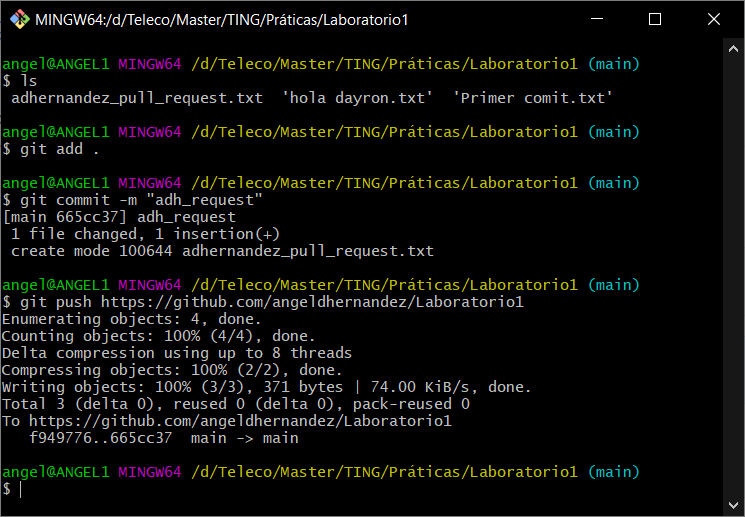 MINGW64:/d/Teleco/Master/TING/Práticas/Laboratorio1
angel@ANGEL1 MINGW64 /d/Teleco/Master/TING/Práticas/Laboratorio1 (main)
$ ls
 adhernandez_pull_request.txt  'hola dayron.txt'  'Primer comit.txt'
angel@ANGEL1 MINGW64 /d/Teleco/Master/TING/Práticas/Laboratorio1 (main)
$ git add .
angel@ANGEL1 MINGW64 /d/Teleco/Master/TING/Práticas/Laboratorio1 (main)
$ git commit -m "adh_request"
[main 665cc37] adh_request
 1 file changed, 1 insertion(+)
 create mode 100644 adhernandez_pull_request.txt
angel@ANGEL1 MINGW64 /d/Teleco/Master/TING/Práticas/Laboratorio1 (main)
$ git push https://github.com/angeldhernandez/Laboratorio1
Enumerating objects: 4, done.
Counting objects: 100% (4/4), done.
Delta compression using up to 8 threads
Compressing objects: 100% (2/2), done.
Writing objects: 100% (3/3), 371 bytes | 74.00 KiB/s, done.
Total 3 (delta 0), reused 0 (delta 0), pack-reused 0
To https://github.com/angeldhernandez/Laboratorio1
   f949776..665cc37  main -> main
angel@ANGEL1 MINGW64 /d/Teleco/Master/TING/Práticas/Laboratorio1 (main)
$